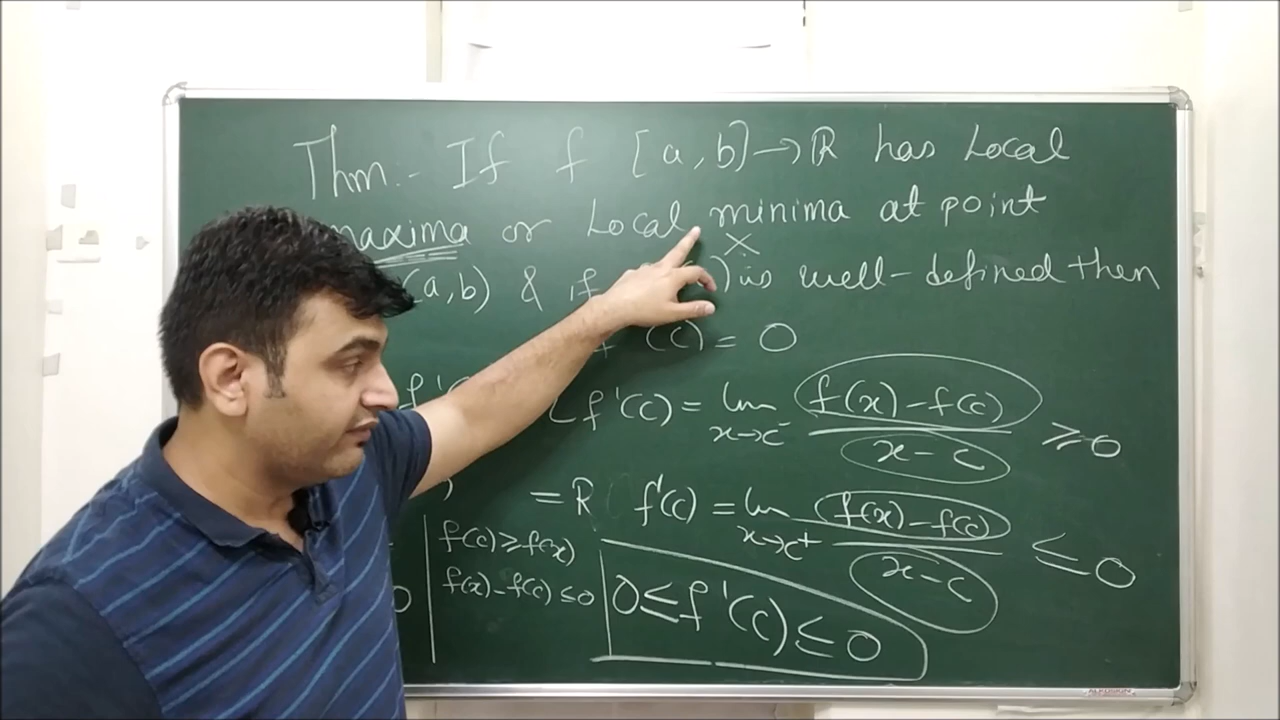 Thm.- If f [a,b]→ℝ has Local
maxima or Local minima at point
(a,b) & if ) is well-defined then
(c) = 0
f'( L f'(c) = lim x→c⁻ f(x)-f(c) / x-c ≥0
= R f'(c) = lim x→c⁺ f(x)-f(c) / x-c ≤0
f(c)≥f(x)
f(x)-f(c)≤0
0
0≤f'(c)≤0